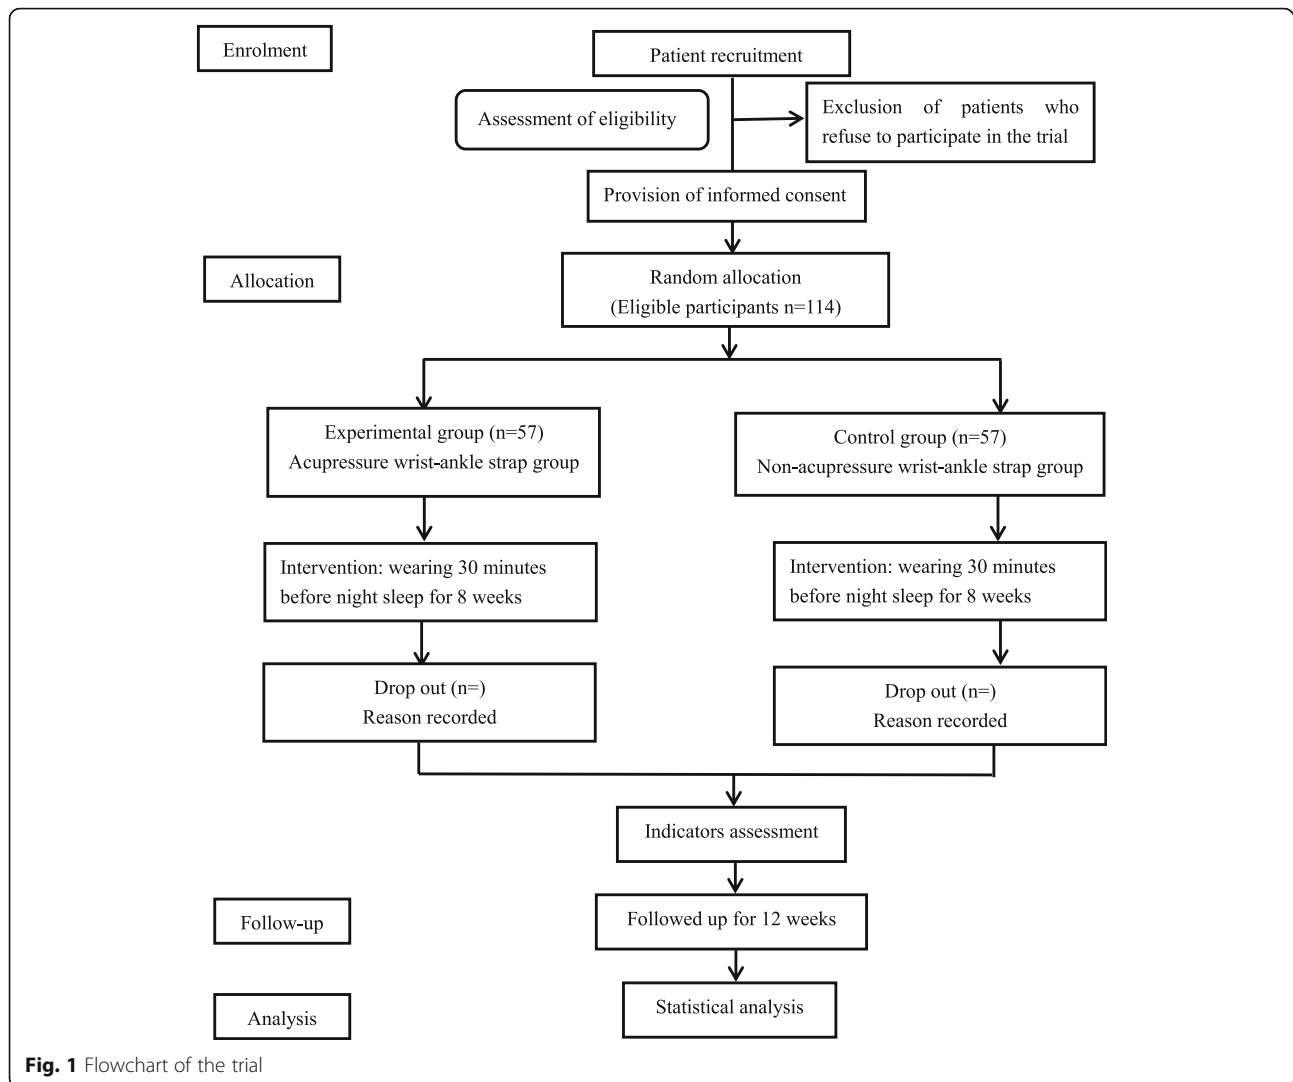 Enrolment
Patient recruitment
Assessment of eligibility
Exclusion of patients who
refuse to participate in the trial
Provision of informed consent
Allocation
Random allocation
(Eligible participants n=114)
Experimental group (n=57)
Acupressure wrist-ankle strap group
Control group (n=57)
Non-acupressure wrist-ankle strap group
Intervention: wearing 30 minutes
before night sleep for 8 weeks
Intervention: wearing 30 minutes
before night sleep for 8 weeks
Drop out (n=)
Reason recorded
Drop out (n=)
Reason recorded
Indicators assessment
Follow-up
Followed up for 12 weeks
Analysis
Statistical analysis
Fig. 1 Flowchart of the trial